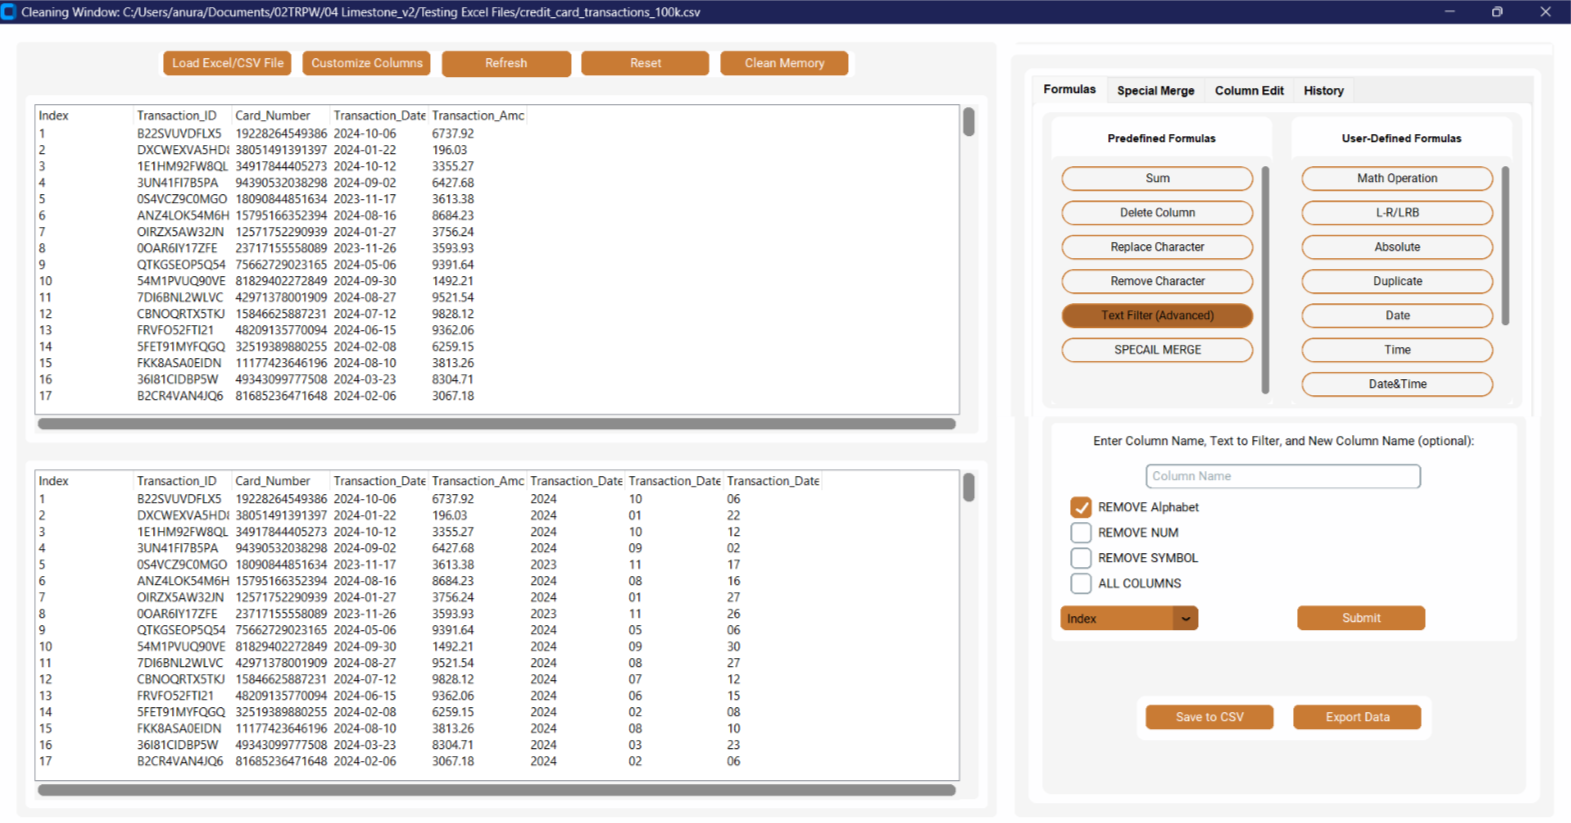 Cleaning Window: C:/Users/anura/Documents/02TRPW/04 Limestone_v2/Testing Excel Files/credit_card_transactions_100k.csv
Load Excel/CSV File Customize Columns Refresh Reset Clean Memory
Index Transaction_ID Card_Number Transaction_Date Transaction_Amc
1 B22SVUVDFLX5 19228264549386 2024-10-06 6737.92
2 DXCWEXVA5HD 38051491391397 2024-01-22 196.03
3 1E1HM92FW8QL 34917844405273 2024-10-12 3355.27
4 3UN41FI7B5PA 94390532038298 2024-09-02 6427.68
5 0S4VCZ9C0MGO 18090844851634 2023-11-17 3613.38
6 ANZ4LOK54M6H 15795166352394 2024-08-16 8684.23
7 OIRZX5AW32JN 12571752290939 2024-01-27 3756.24
8 0OAR6IY17ZFE 23717155558089 2023-11-26 3593.93
9 QTKGSEOP5Q54 75662729023165 2024-05-06 9391.64
10 54M1PVUQ90VE 81829402272849 2024-09-30 1492.21
11 7DI6BNL2WLVC 42971378001909 2024-08-27 9521.54
12 CBNOQRTX5TKJ 15846625887231 2024-07-12 9828.12
13 FRVFO52FTI21 48209135770094 2024-06-15 9362.06
14 5FET91MYFQGQ 32519389880255 2024-02-08 6259.15
15 FKK8ASA0EIDN 11177423646196 2024-08-10 3813.26
16 36I81CIDBP5W 49343099777508 2024-03-23 8304.71
17 B2CR4VAN4JQ6 81685236471648 2024-02-06 3067.18
Index Transaction_ID Card_Number Transaction_Date Transaction_Amc Transaction_Date Transaction_Date Transaction_Date
1 B22SVUVDFLX5 19228264549386 2024-10-06 6737.92 2024 10 06
2 DXCWEXVA5HD 38051491391397 2024-01-22 196.03 2024 01 22
3 1E1HM92FW8QL 34917844405273 2024-10-12 3355.27 2024 10 12
4 3UN41FI7B5PA 94390532038298 2024-09-02 6427.68 2024 09 02
5 0S4VCZ9C0MGO 18090844851634 2023-11-17 3613.38 2023 11 17
6 ANZ4LOK54M6H 15795166352394 2024-08-16 8684.23 2024 08 16
7 OIRZX5AW32JN 12571752290939 2024-01-27 3756.24 2024 01 27
8 0OAR6IY17ZFE 23717155558089 2023-11-26 3593.93 2023 11 26
9 QTKGSEOP5Q54 75662729023165 2024-05-06 9391.64 2024 05 06
10 54M1PVUQ90VE 81829402272849 2024-09-30 1492.21 2024 09 30
11 7DI6BNL2WLVC 42971378001909 2024-08-27 9521.54 2024 08 27
12 CBNOQRTX5TKJ 15846625887231 2024-07-12 9828.12 2024 07 12
13 FRVFO52FTI21 48209135770094 2024-06-15 9362.06 2024 06 15
14 5FET91MYFQGQ 32519389880255 2024-02-08 6259.15 2024 02 08
15 FKK8ASA0EIDN 11177423646196 2024-08-10 3813.26 2024 08 10
16 36I81CIDBP5W 49343099777508 2024-03-23 8304.71 2024 03 23
17 B2CR4VAN4JQ6 81685236471648 2024-02-06 3067.18 2024 02 06
Formulas Special Merge Column Edit History
Predefined Formulas
Sum
Delete Column
Replace Character
Remove Character
Text Filter (Advanced)
SPECAIL MERGE
User-Defined Formulas
Math Operation
L-R/LRB
Absolute
Duplicate
Date
Time
Date&Time
Enter Column Name, Text to Filter, and New Column Name (optional):
Column Name
REMOVE Alphabet
REMOVE NUM
REMOVE SYMBOL
ALL COLUMNS
Index Submit
Save to CSV Export Data